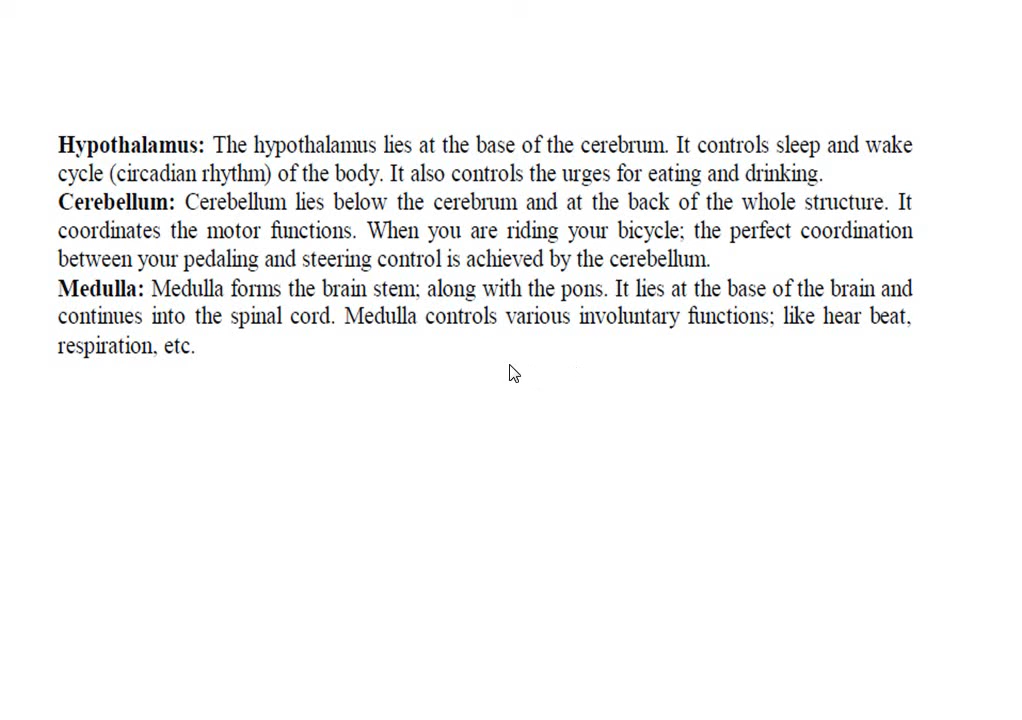 Hypothalamus: The hypothalamus lies at the base of the cerebrum. It controls sleep and wake
cycle (circadian rhythm) of the body. It also controls the urges for eating and drinking.
Cerebellum: Cerebellum lies below the cerebrum and at the back of the whole structure. It
coordinates the motor functions. When you are riding your bicycle; the perfect coordination
between your pedaling and steering control is achieved by the cerebellum.
Medulla: Medulla forms the brain stem; along with the pons. It lies at the base of the brain and
continues into the spinal cord. Medulla controls various involuntary functions; like hear beat,
respiration, etc.